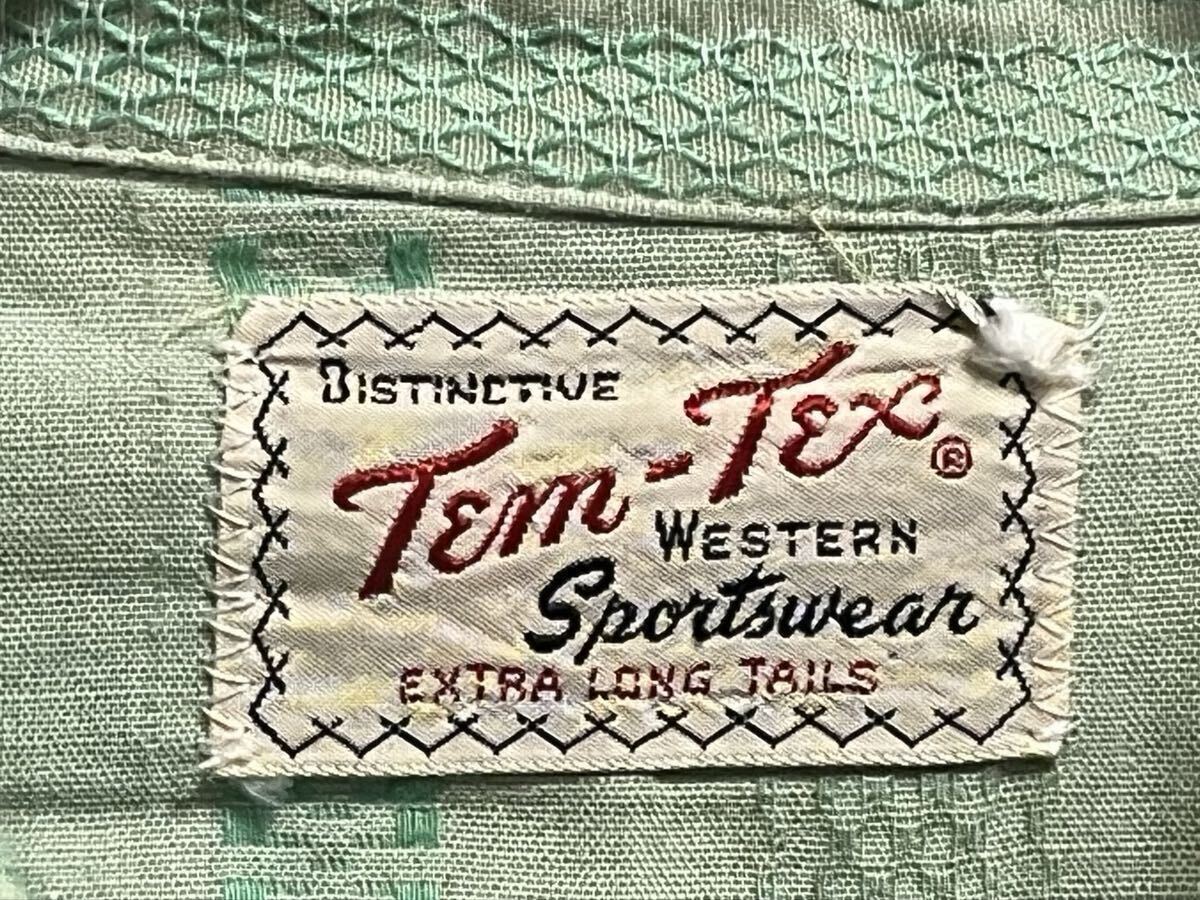 DISTINCTIVE
Tem-Tex®
WESTERN
Sportswear
EXTRA LONG TAILS